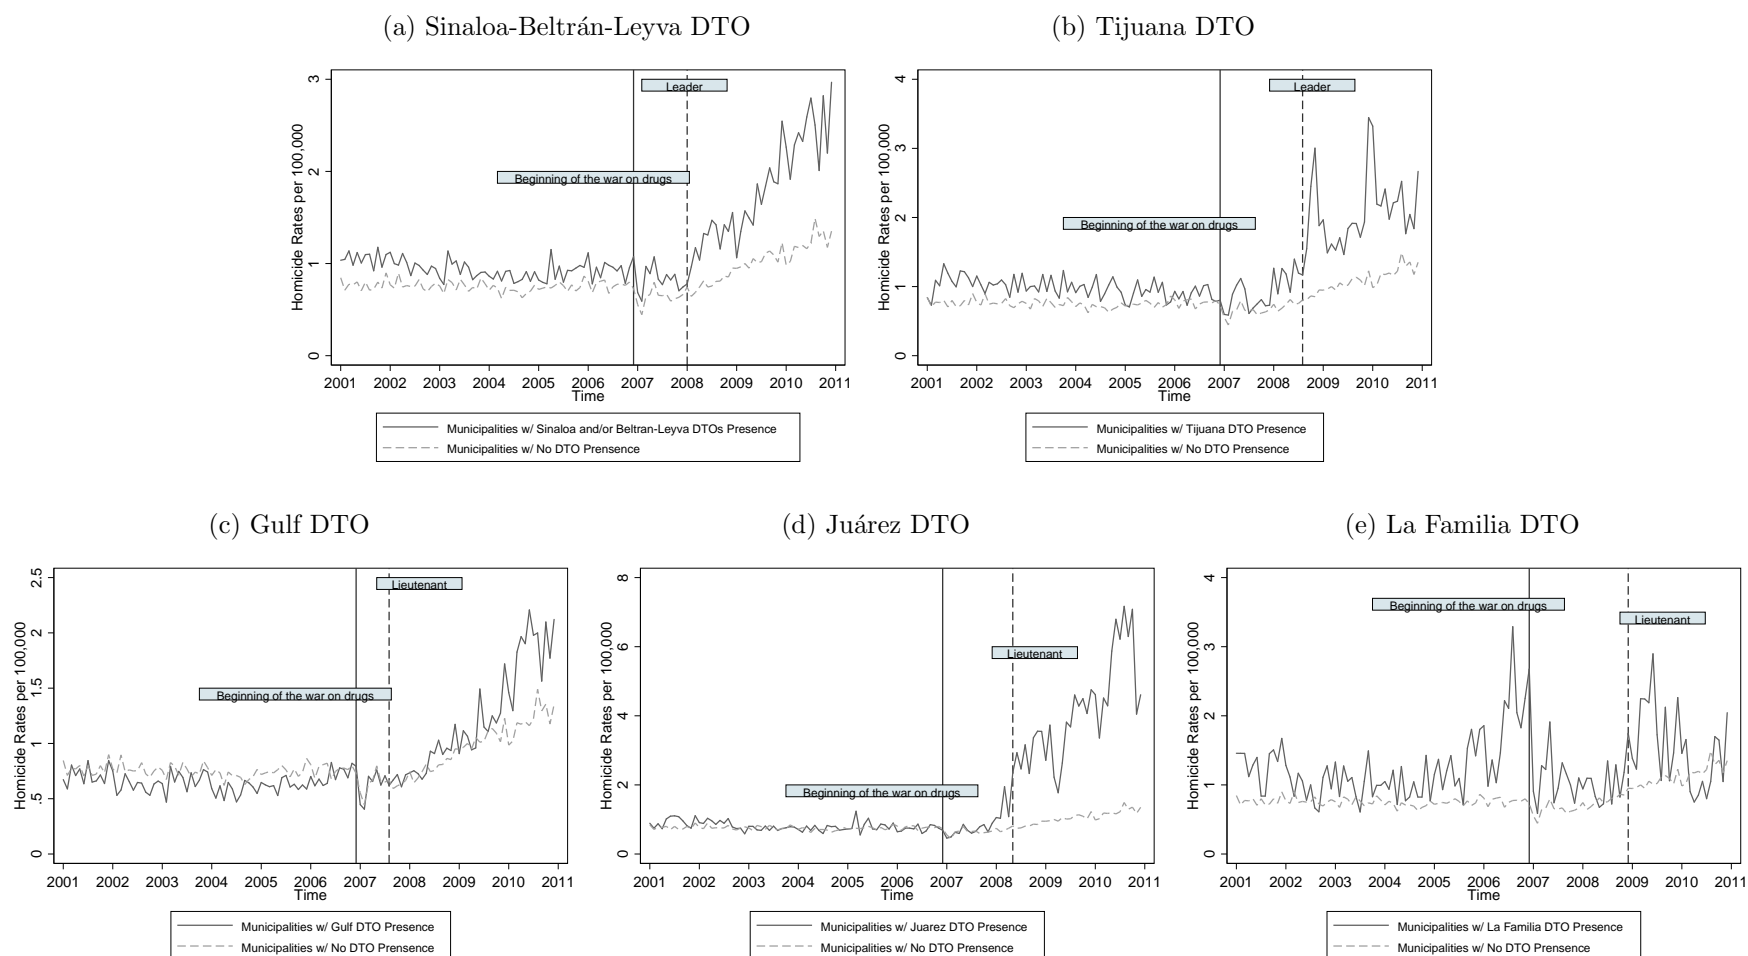 (a) Sinaloa-Beltrán-Leyva DTO
Homicide Rates per 100,000
3
2
1
0
Leader
Beginning of the war on drugs
2001 2002 2003 2004 2005 2006 2007 2008 2009 2010 2011
Time
Municipalities w/ Sinaloa and/or Beltran-Leyva DTOs Presence
Municipalities w/ No DTO Prensence
(b) Tijuana DTO
Homicide Rates per 100,000
4
3
2
1
0
Leader
Beginning of the war on drugs
2001 2002 2003 2004 2005 2006 2007 2008 2009 2010 2011
Time
Municipalities w/ Tijuana DTO Presence
Municipalities w/ No DTO Prensence
(c) Gulf DTO
Homicide Rates per 100,000
2.5
2
1.5
1
.5
0
Lieutenant
Beginning of the war on drugs
2001 2002 2003 2004 2005 2006 2007 2008 2009 2010 2011
Time
Municipalities w/ Gulf DTO Presence
Municipalities w/ No DTO Prensence
(d) Juárez DTO
Homicide Rates per 100,000
8
6
4
2
0
Lieutenant
Beginning of the war on drugs
2001 2002 2003 2004 2005 2006 2007 2008 2009 2010 2011
Time
Municipalities w/ Juarez DTO Presence
Municipalities w/ No DTO Prensence
(e) La Familia DTO
Homicide Rates per 100,000
4
3
2
1
0
Beginning of the war on drugs
Lieutenant
2001 2002 2003 2004 2005 2006 2007 2008 2009 2010 2011
Time
Municipalities w/ La Familia DTO Presence
Municipalities w/ No DTO Prensence